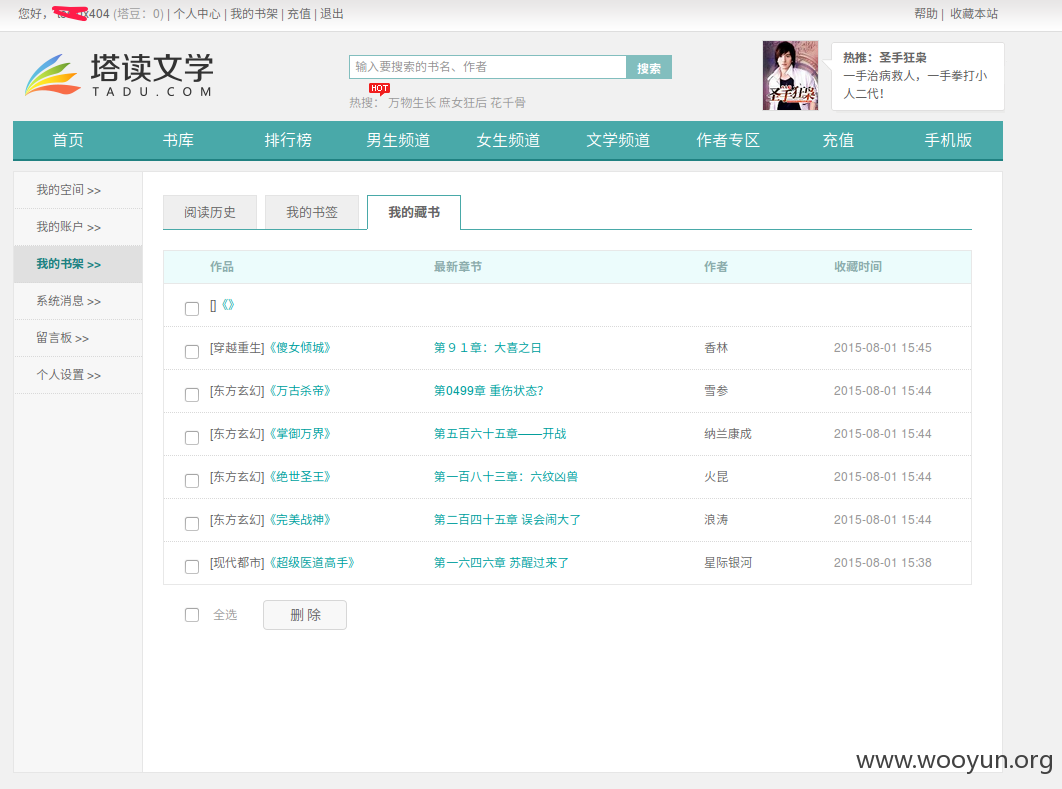 您好， 404 (塔豆：0) | 个人中心 | 我的书架 | 充值 | 退出
帮助 | 收藏本站
塔读文学
TADU.COM
输入要搜索的书名、作者
搜索
HOT
热搜： 万物生长 庶女狂后 花千骨
圣手狂枭
热推：圣手狂枭
一手治病救人，一手拳打小
人二代！
首页 书库 排行榜 男生频道 女生频道 文学频道 作者专区 充值 手机版
我的空间 >>
我的账户 >>
我的书架 >>
系统消息 >>
留言板 >>
个人设置 >>
阅读历史 我的书签 我的藏书
作品 最新章节 作者 收藏时间
[]《》
[穿越重生]《傻女倾城》 第９１章：大喜之日 香林 2015-08-01 15:45
[东方玄幻]《万古杀帝》 第0499章 重伤状态? 雪参 2015-08-01 15:44
[东方玄幻]《掌御万界》 第五百六十五章——开战 纳兰康成 2015-08-01 15:44
[东方玄幻]《绝世圣王》 第一百八十三章：六纹凶兽 火昆 2015-08-01 15:44
[东方玄幻]《完美战神》 第二百四十五章 误会闹大了 浪涛 2015-08-01 15:44
[现代都市]《超级医道高手》 第一六四六章 苏醒过来了 星际银河 2015-08-01 15:38
全选 删 除
www.wooyun.org